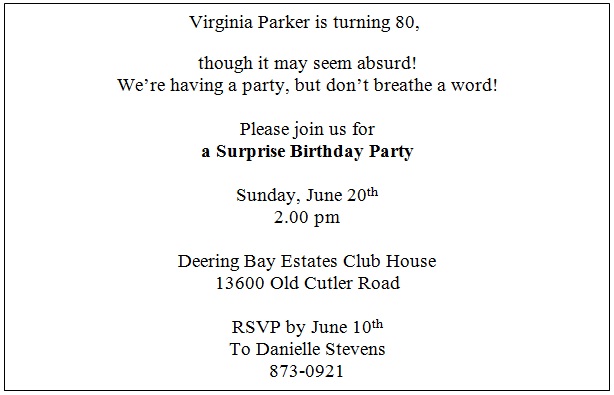 Virginia Parker is turning 80,
though it may seem absurd!
We're having a party, but don't breathe a word!
Please join us for
a Surprise Birthday Party
Sunday, June 20th
2.00 pm
Deering Bay Estates Club House
13600 Old Cutler Road
RSVP by June 10th
To Danielle Stevens
873-0921